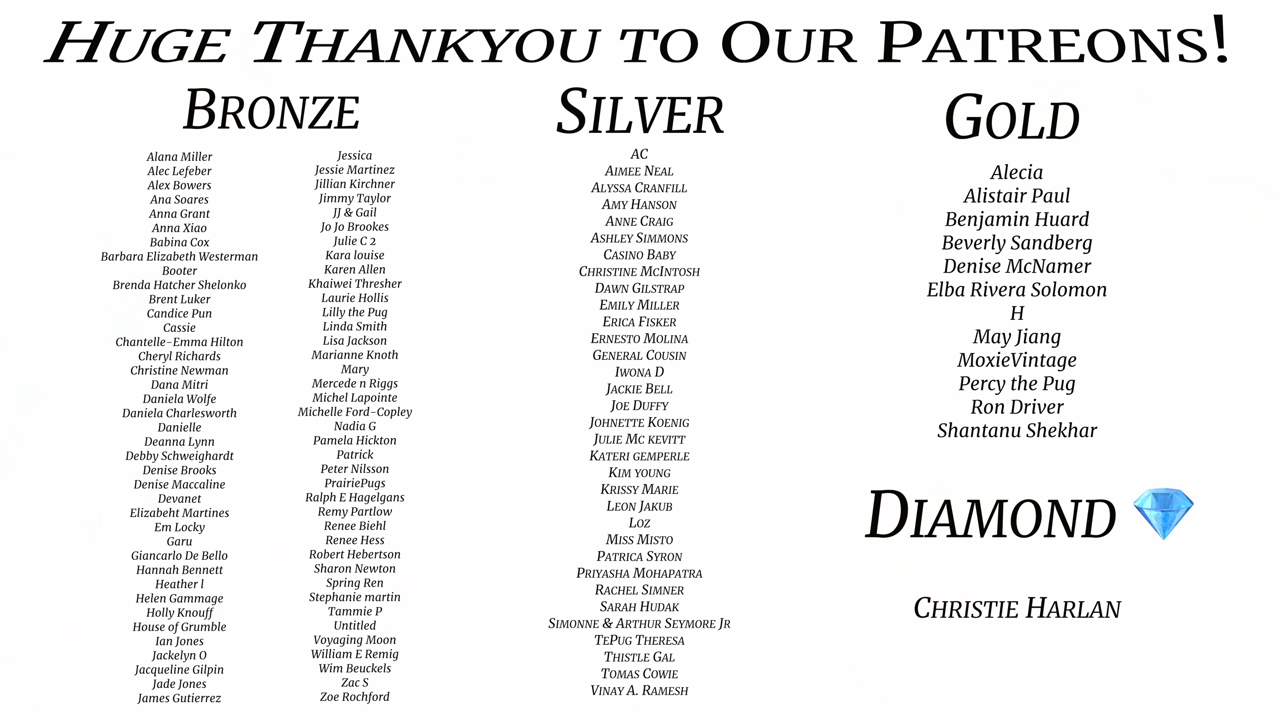 Huge Thankyou to Our Patreons!
Bronze
Alana Miller
Alec Lefeber
Alex Bowers
Ana Soares
Anna Grant
Anna Xiao
Babina Cox
Barbara Elizabeth Westerman
Booter
Brenda Hatcher Shelonko
Brent Luker
Candice Pun
Cassie
Chantelle-Emma Hilton
Cheryl Richards
Christine Newman
Dana Mitri
Daniela Wolfe
Daniela Charlesworth
Danielle
Deanna Lynn
Debby Schweighardt
Denise Brooks
Denise Maccaline
Devanet
Elizabeht Martines
Em Locky
Garu
Giancarlo De Bello
Hannah Bennett
Heather l
Helen Gammage
Holly Knouff
House of Grumble
Ian Jones
Jackelyn O
Jacqueline Gilpin
Jade Jones
James Gutierrez
Jessica
Jessie Martinez
Jillian Kirchner
Jimmy Taylor
JJ & Gail
Jo Jo Brookes
Julie C 2
Kara louise
Karen Allen
Khaiwei Thresher
Laurie Hollis
Lilly the Pug
Linda Smith
Lisa Jackson
Marianne Knoth
Mary
Mercede n Riggs
Michel Lapointe
Michelle Ford-Copley
Nadia G
Pamela Hickton
Patrick
Peter Nilsson
PrairiePugs
Ralph E Hagelgans
Remy Partlow
Renee Biehl
Renee Hess
Robert Hebertson
Sharon Newton
Spring Ren
Stephanie martin
Tammie P
Untitled
Voyaging Moon
William E Remig
Wim Beuckels
Zac S
Zoe Rochford
Silver
AC
Aimee Neal
Alyssa Cranfill
Amy Hanson
Anne Craig
Ashley Simmons
Casino Baby
Christine McIntosh
Dawn Gilstrap
Emily Miller
Erica Fisker
Ernesto Molina
General Cousin
Iwona D
Jackie Bell
Joe Duffy
Johnette Koenig
Julie Mc kevitt
Kateri gemperle
Kim young
Krissy Marie
Leon Jakub
Loz
Miss Misto
Patrica Syron
Priyasha Mohapatra
Rachel Simner
Sarah Hudak
Simonne & Arthur Seymore Jr
TePug Theresa
Thistle Gal
Tomas Cowie
Vinay A. Ramesh
Gold
Alecia
Alistair Paul
Benjamin Huard
Beverly Sandberg
Denise McNamer
Elba Rivera Solomon
H
May Jiang
MoxieVintage
Percy the Pug
Ron Driver
Shantanu Shekhar
Diamond
Christie Harlan